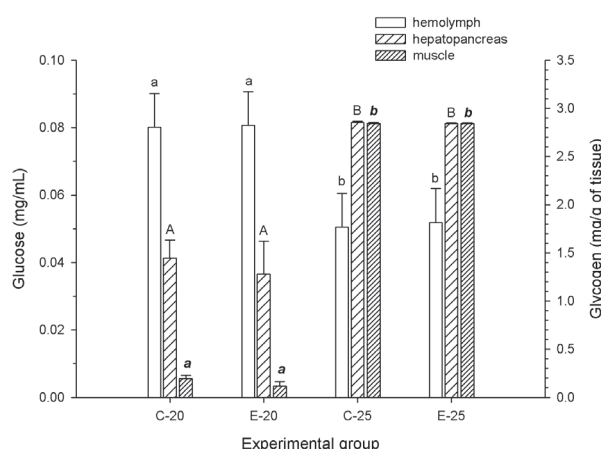 hemolymph
hepatopancreas
muscle
0.10
0.08
0.06
0.04
0.02
0.00
Glucose (mg/mL)
3.5
3.0
2.5
2.0
1.5
1.0
0.5
0.0
Glycogen (mg/g of tissue)
a
A
a
a
A
a
b
B
b
b
B
b
C-20
E-20
C-25
E-25
Experimental group